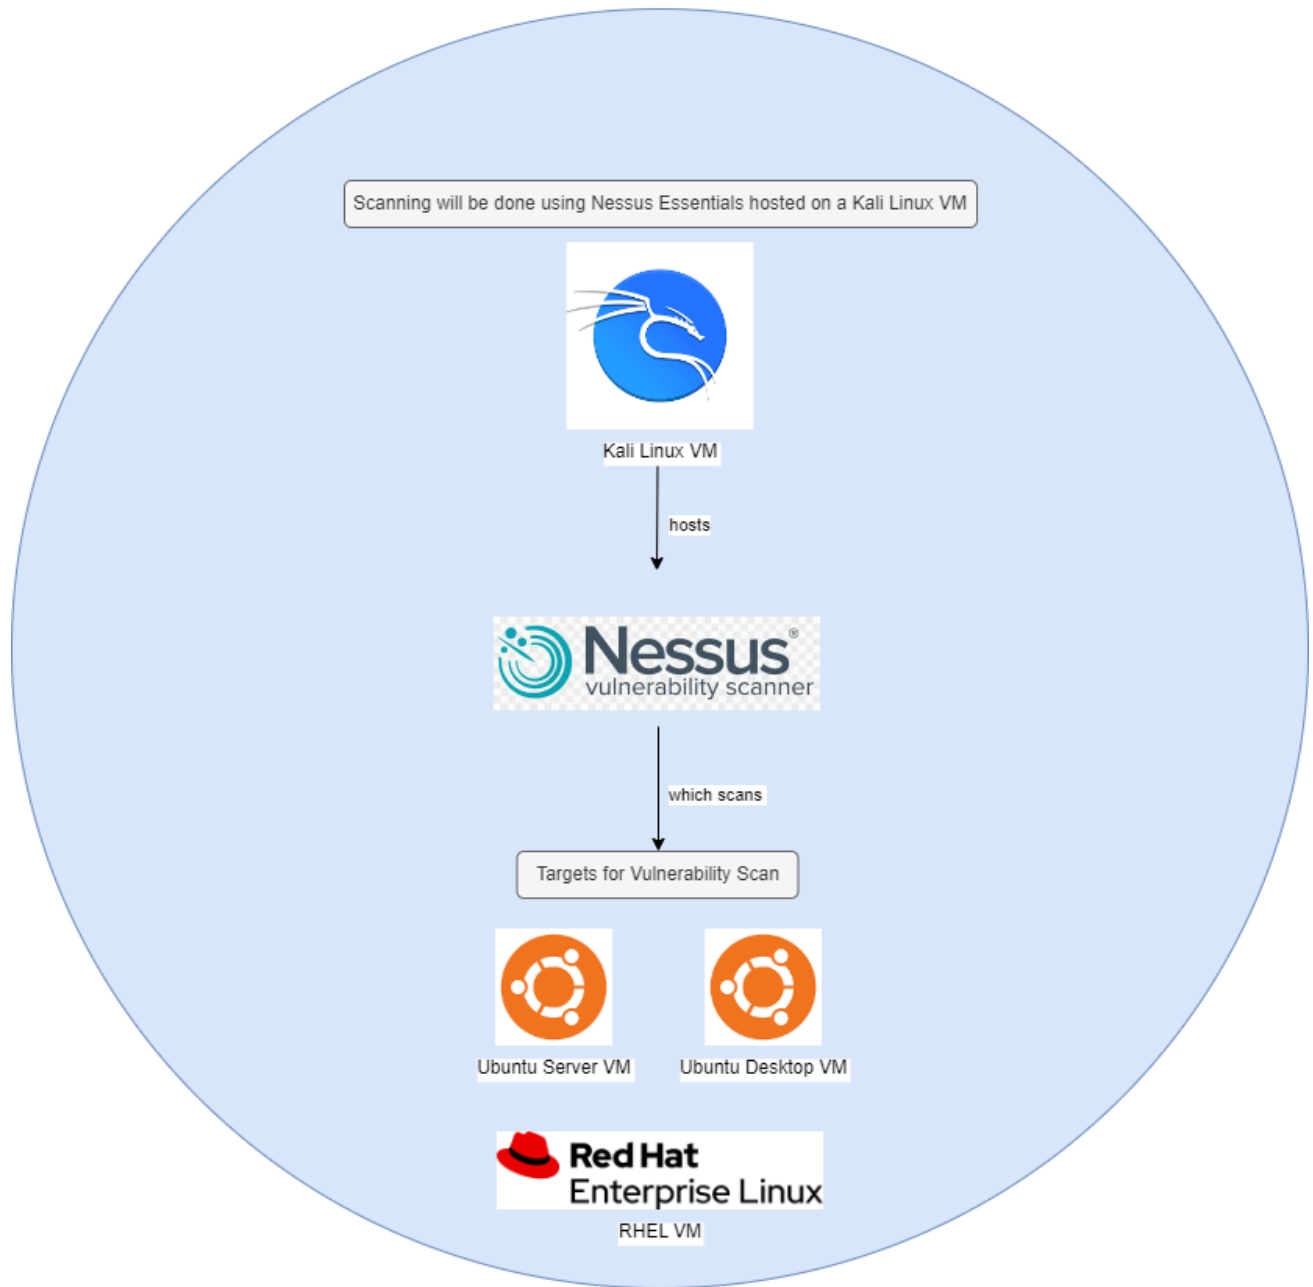 Scanning will be done using Nessus Essentials hosted on a Kali Linux VM
Kali Linux VM
hosts
Nessus®
vulnerability scanner
which scans
Targets for Vulnerability Scan
Ubuntu Server VM
Ubuntu Desktop VM
Red Hat
Enterprise Linux
RHEL VM